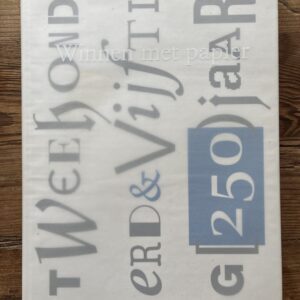 Winnen met papier
TWEEHOND
ERD&VijfTI
G 250 jaAR